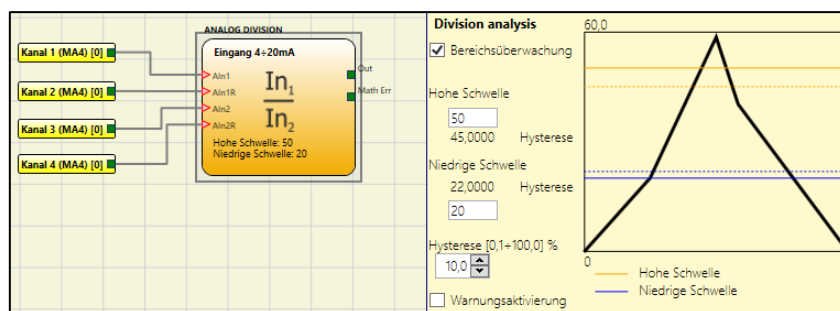 ANALOG DIVISION
Kanal 1 (MA4) [0]
Kanal 2 (MA4) [0]
Kanal 3 (MA4) [0]
Kanal 4 (MA4) [0]
Eingang 4÷20mA
AIn1
AIn1R
AIn2
AIn2R
In1
In2
Out
Math Err
Hohe Schwelle: 50
Niedrige Schwelle: 20
Division analysis
Bereichsüberwachung
Hohe Schwelle
50
45,0000 Hysterese
Niedrige Schwelle
22,0000 Hysterese
20
Hysterese [0,1÷100,0] %
10,0
Warnungsaktivierung
60,0
0
Hohe Schwelle
Niedrige Schwelle